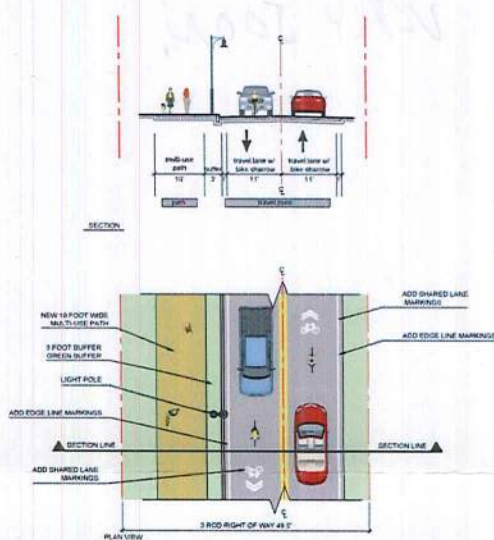 multi-use
path
10'
buffer
3'
travel lane w/
bike sharrow
11'
travel lane w/
bike sharrow
11'
path
travel zone
SECTION
NEW 10 FOOT WIDE
MULTI-USE PATH
3 FOOT BUFFER
GREEN BUFFER
LIGHT POLE
ADD EDGE LINE MARKINGS
SECTION LINE
ADD SHARED LANE
MARKINGS
ADD SHARED LANE
MARKINGS
ADD EDGE LINE MARKINGS
SECTION LINE
3 ROD RIGHT OF WAY 49.5'
PLAN VIEW